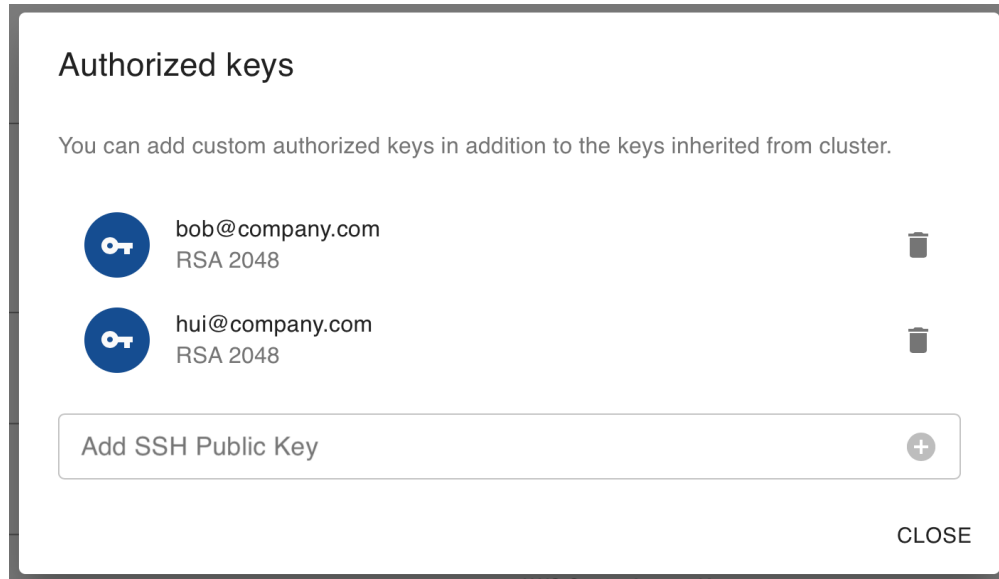 Authorized keys
You can add custom authorized keys in addition to the keys inherited from cluster.
bob@company.com
RSA 2048
hui@company.com
RSA 2048
Add SSH Public Key
CLOSE